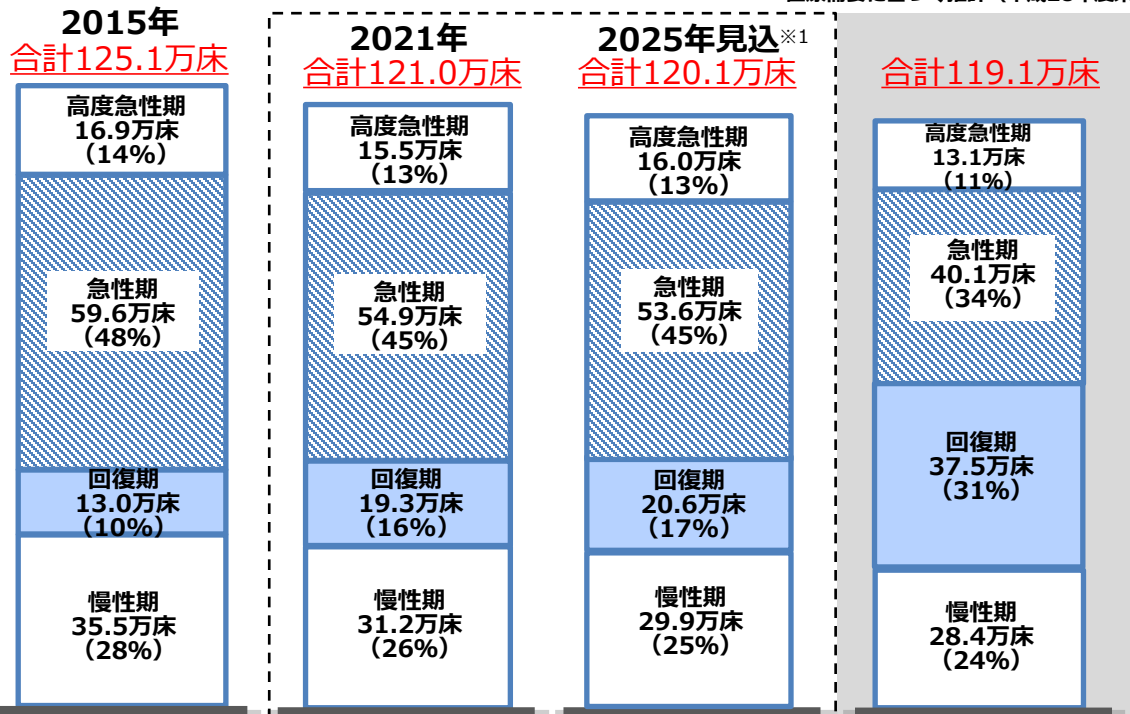 2015年
合計125.1万床
高度急性期
16.9万床
(14%)
急性期
59.6万床
(48%)
回復期
13.0万床
(10%)
慢性期
35.5万床
(28%)
2021年
合計121.0万床
高度急性期
15.5万床
(13%)
急性期
54.9万床
(45%)
回復期
19.3万床
(16%)
慢性期
31.2万床
(26%)
2025年見込※1
合計120.1万床
高度急性期
16.0万床
(13%)
急性期
53.6万床
(45%)
回復期
20.6万床
(17%)
慢性期
29.9万床
(25%)
合計119.1万床
高度急性期
13.1万床
(11%)
急性期
40.1万床
(34%)
回復期
37.5万床
(31%)
慢性期
28.4万床
(24%)